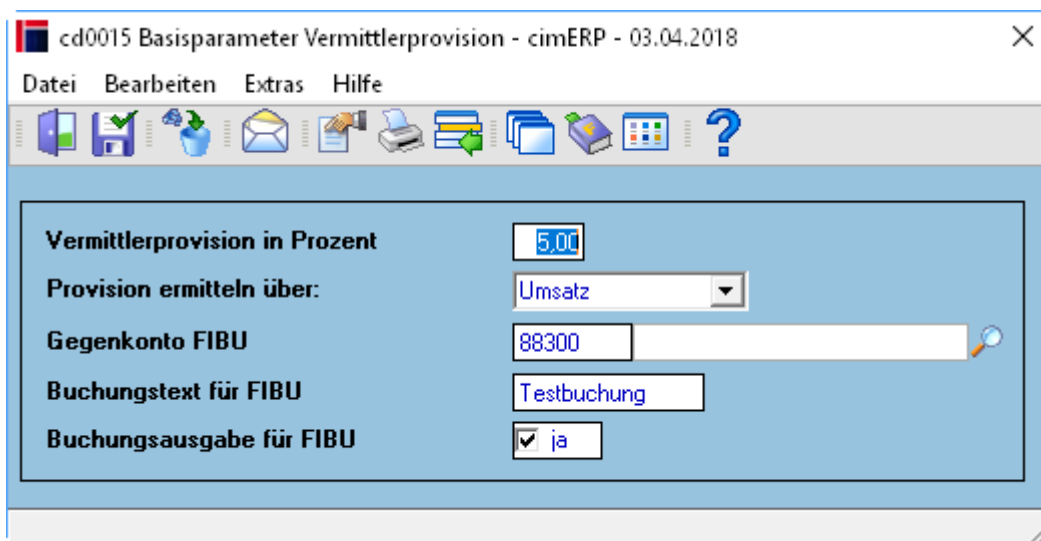 cd0015 Basisparameter Vermittlerprovision - cimERP - 03.04.2018
Datei Bearbeiten Extras Hilfe
Vermittlerprovision in Prozent 5,00
Provision ermitteln über: Umsatz
Gegenkonto FIBU 88300
Buchungstext für FIBU Testbuchung
Buchungsausgabe für FIBU ja